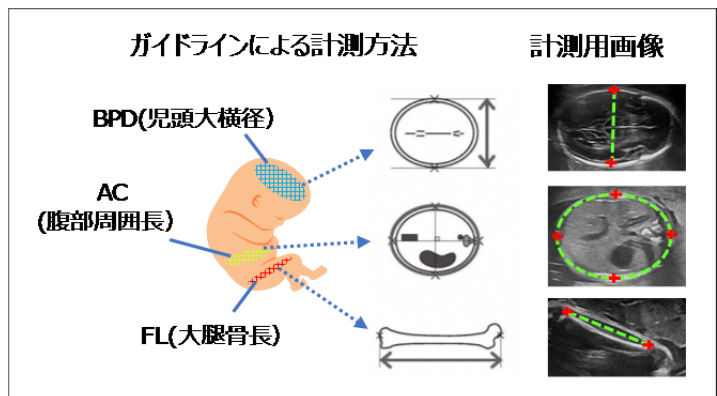 ガイドラインによる計測方法
計測用画像
BPD(児頭大横径)
AC
(腹部周囲長)
FL(大腿骨長)